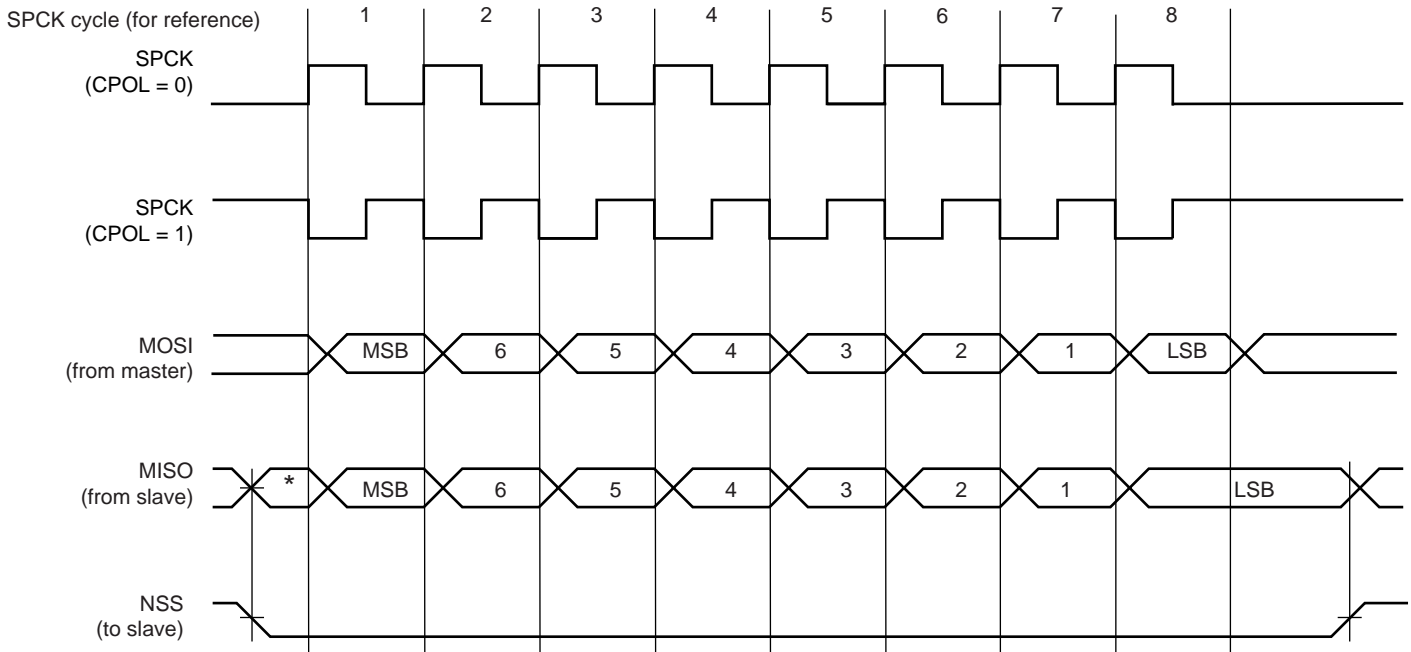 SPCK cycle (for reference) 1 2 3 4 5 6 7 8
SPCK
(CPOL = 0)
SPCK
(CPOL = 1)
MOSI
(from master)
MSB 6 5 4 3 2 1 LSB
MISO
(from slave)
* MSB 6 5 4 3 2 1 LSB
NSS
(to slave)